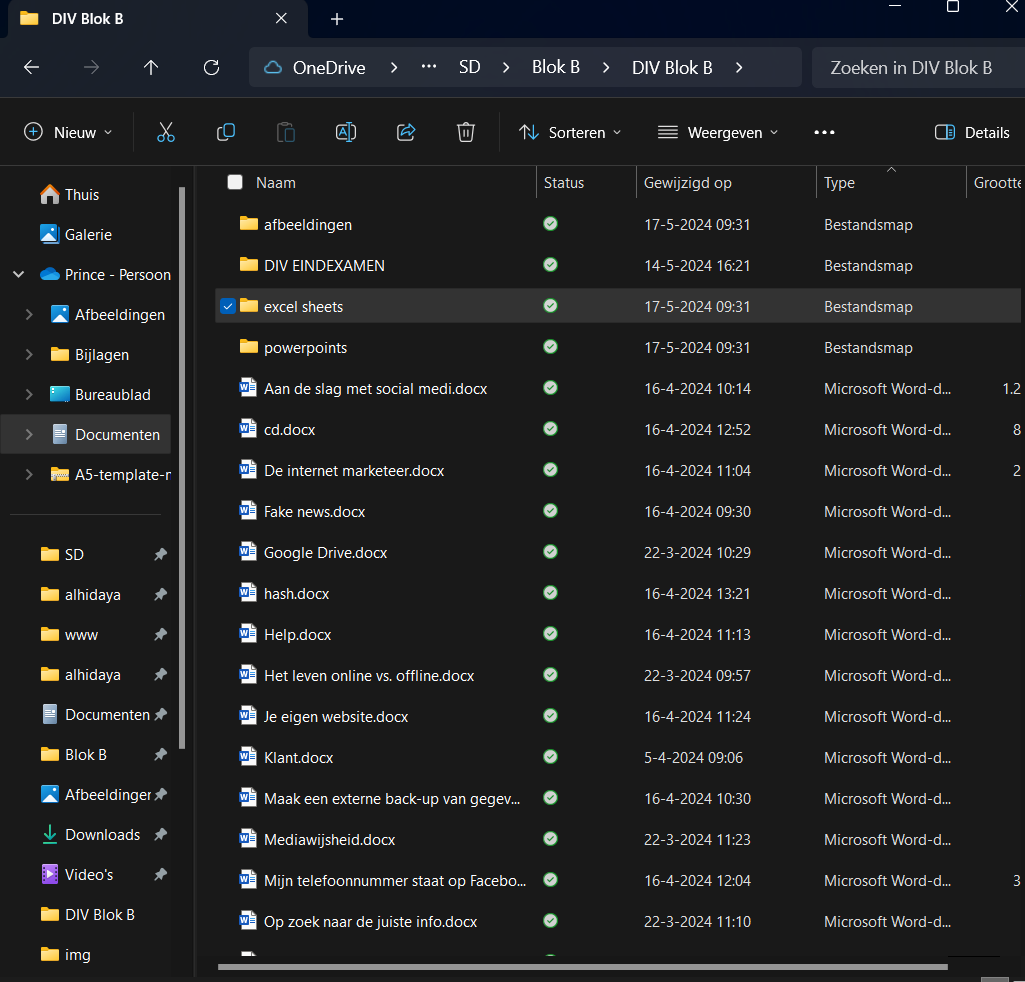 DIV Blok B
OneDrive > ... SD > Blok B > DIV Blok B > Zoeken in DIV Blok B
Nieuw Sorteren Weergeven ... Details
Naam Status Gewijzigd op Type Grootte
Thuis
Galerie
Prince - Persoon
Afbeeldingen
Bijlagen
Bureaublad
Documenten
A5-template-r
SD
alhidaya
www
alhidaya
Documenten
Blok B
Afbeeldinger
Downloads
Video's
DIV Blok B
img
afbeeldingen 17-5-2024 09:31 Bestandsmap
DIV EINDEXAMEN 14-5-2024 16:21 Bestandsmap
excel sheets 17-5-2024 09:31 Bestandsmap
powerpoints 17-5-2024 09:31 Bestandsmap
Aan de slag met social medi.docx 16-4-2024 10:14 Microsoft Word-d... 1.2
cd.docx 16-4-2024 12:52 Microsoft Word-d... 8
De internet marketeer.docx 16-4-2024 11:04 Microsoft Word-d... 2
Fake news.docx 16-4-2024 09:30 Microsoft Word-d...
Google Drive.docx 22-3-2024 10:29 Microsoft Word-d...
hash.docx 16-4-2024 13:21 Microsoft Word-d...
Help.docx 16-4-2024 11:13 Microsoft Word-d...
Het leven online vs. offline.docx 22-3-2024 09:57 Microsoft Word-d...
Je eigen website.docx 16-4-2024 11:24 Microsoft Word-d...
Klant.docx 5-4-2024 09:06 Microsoft Word-d...
Maak een externe back-up van gegev... 16-4-2024 10:30 Microsoft Word-d...
Mediawijsheid.docx 22-3-2024 11:23 Microsoft Word-d...
Mijn telefoonnummer staat op Facebo... 16-4-2024 12:04 Microsoft Word-d... 3
Op zoek naar de juiste info.docx 22-3-2024 11:10 Microsoft Word-d...